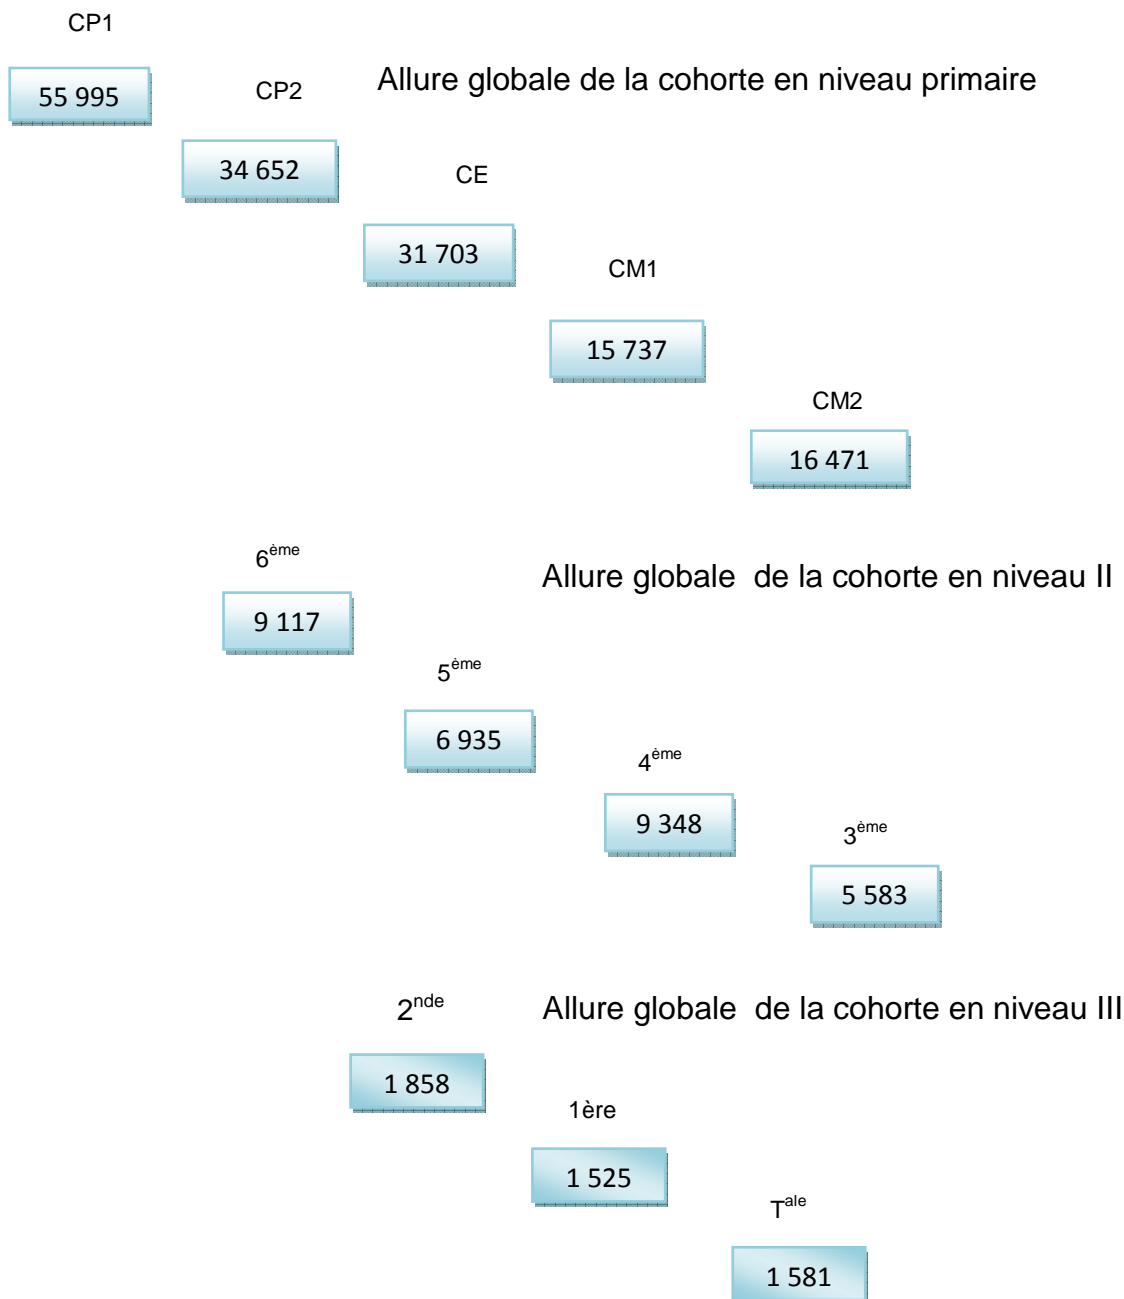 CP1
Allure globale de la cohorte en niveau primaire
55 995
CP2
34 652
CE
31 703
CM1
15 737
CM2
16 471
6ème
Allure globale de la cohorte en niveau II
9 117
5ème
6 935
4ème
9 348
3ème
5 583
2nde
Allure globale de la cohorte en niveau III
1 858
1ère
1 525
Tale
1 581